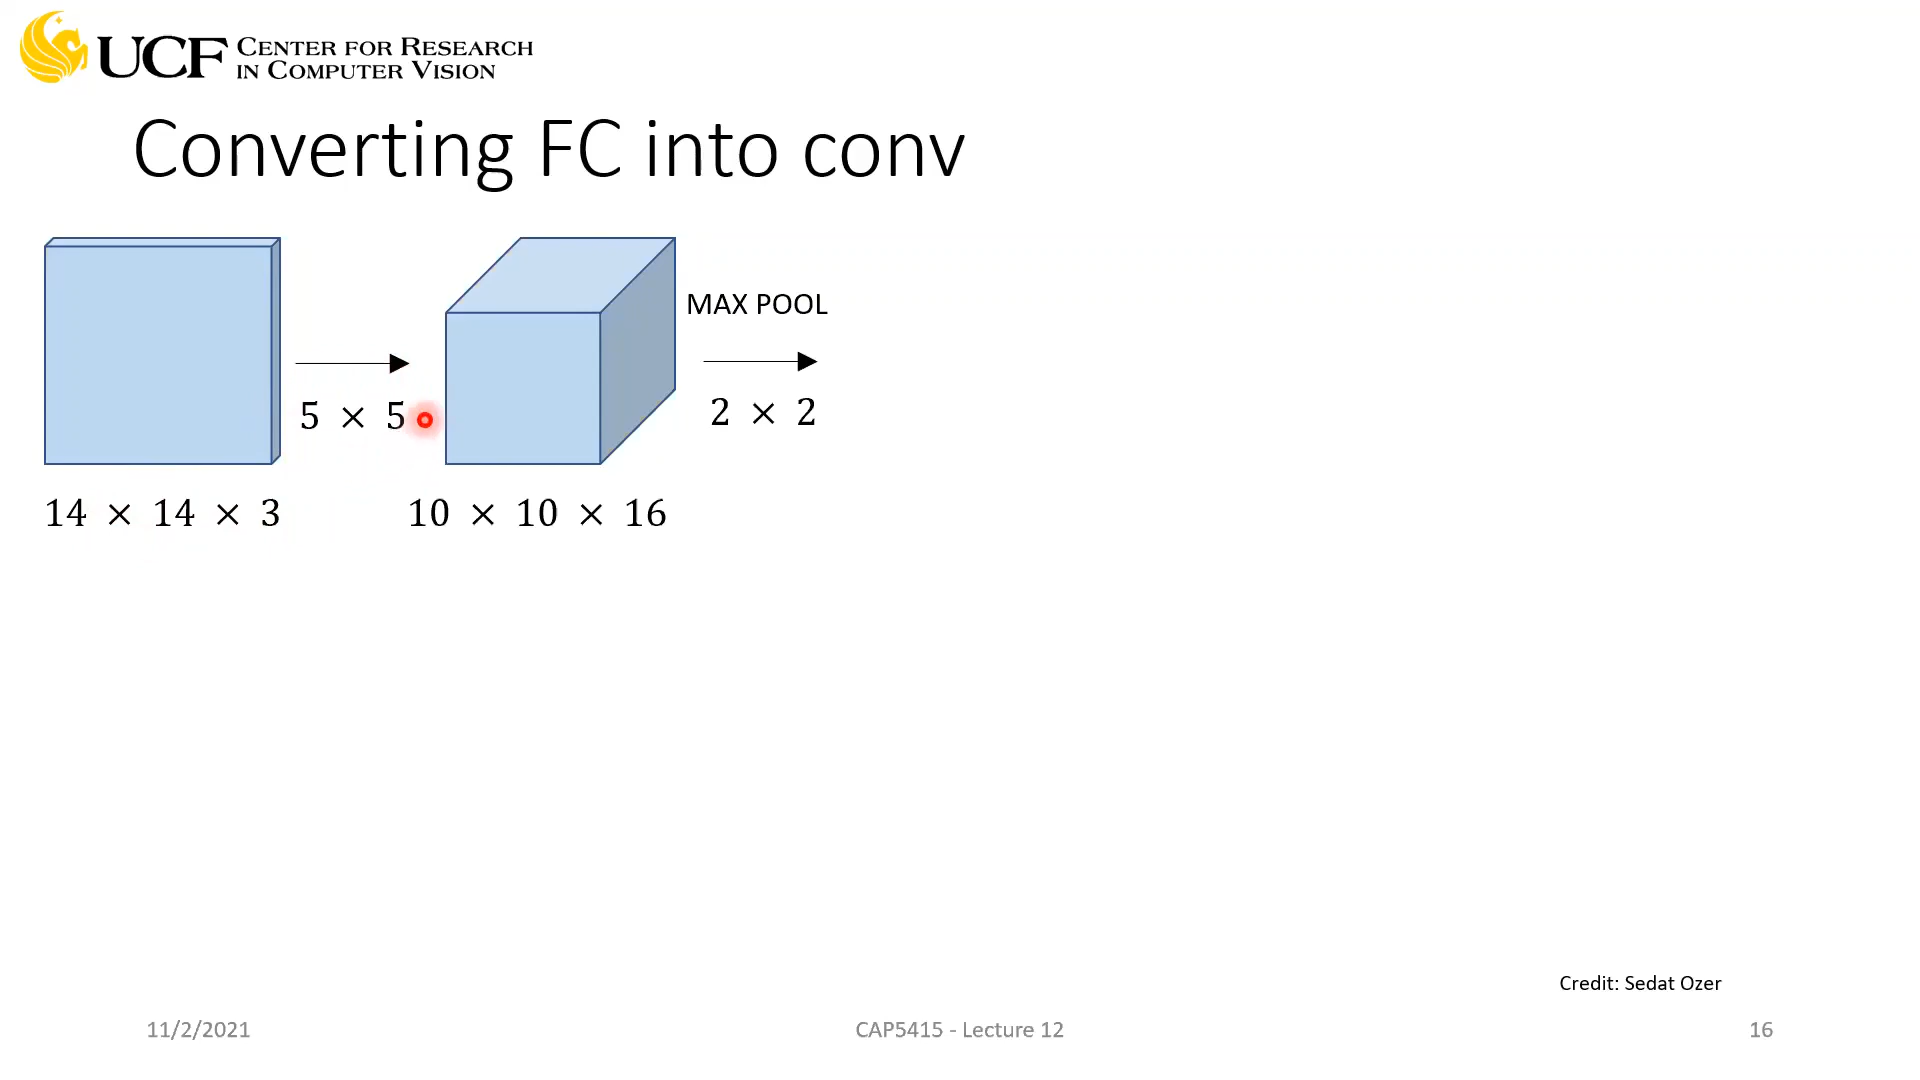 UCF CENTER FOR RESEARCH
IN COMPUTER VISION
Converting FC into conv
MAX POOL
5 × 5
2 × 2
14 × 14 × 3
10 × 10 × 16
Credit: Sedat Ozer
11/2/2021
CAP5415 - Lecture 12
16